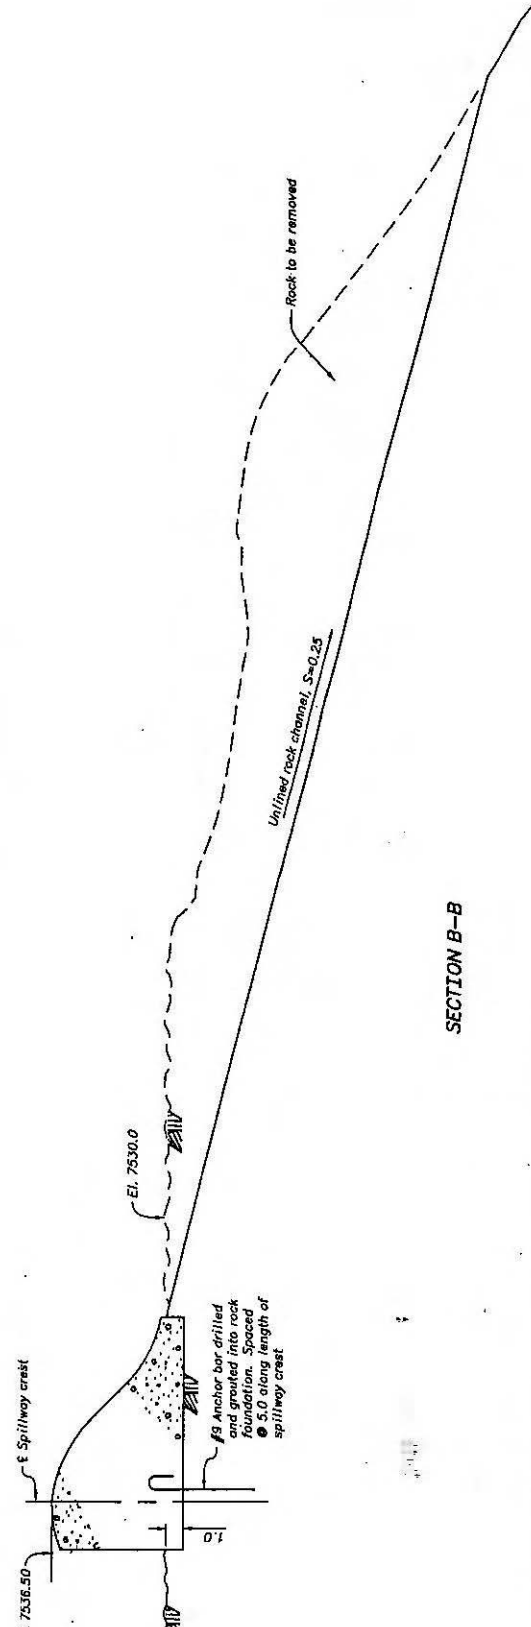 7536.50
℄ Spillway crest
El. 7530.0
Rock to be removed
Unlined rock channel, S=0.25
1.0
#9 Anchor bar drilled
and grouted into rock
foundation. Spaced
@ 5.0 along length of
spillway crest
SECTION B-B